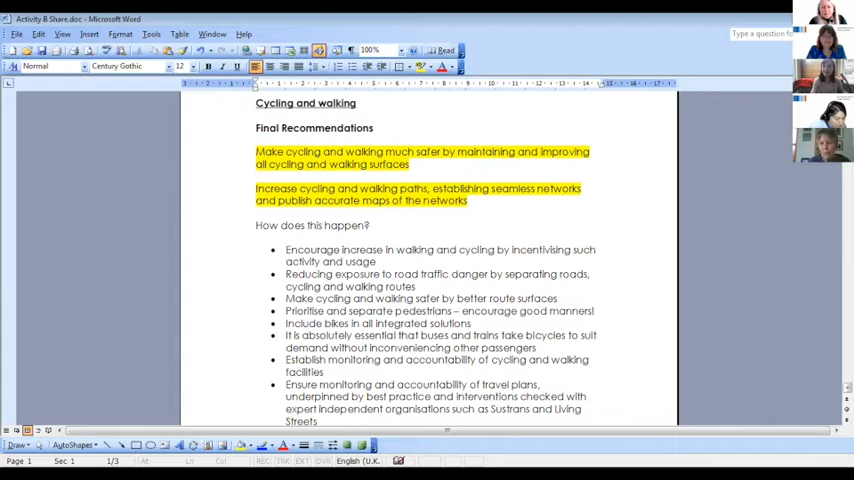 Activity B Share.doc - Microsoft Word
File Edit View Insert Format Tools Table Window Help
Type a question fo
Normal Century Gothic 12 B I U
100% Read
Cycling and walking
Final Recommendations
Make cycling and walking much safer by maintaining and improving
all cycling and walking surfaces
Increase cycling and walking paths, establishing seamless networks
and publish accurate maps of the networks
How does this happen?
• Encourage increase in walking and cycling by incentivising such
activity and usage
• Reducing exposure to road traffic danger by separating roads,
cycling and walking routes
• Make cycling and walking safer by better route surfaces
• Prioritise and separate pedestrians – encourage good manners!
• Include bikes in all integrated solutions
• It is absolutely essential that buses and trains take bicycles to suit
demand without inconveniencing other passengers
• Establish monitoring and accountability of cycling and walking
facilities
• Ensure monitoring and accountability of travel plans,
underpinned by best practice and interventions checked with
expert independent organisations such as Sustrans and Living
Streets
Draw AutoShapes
Page 1 Sec 1 1/3 At Ln Col REC TRK EXT OVR English (U.K.